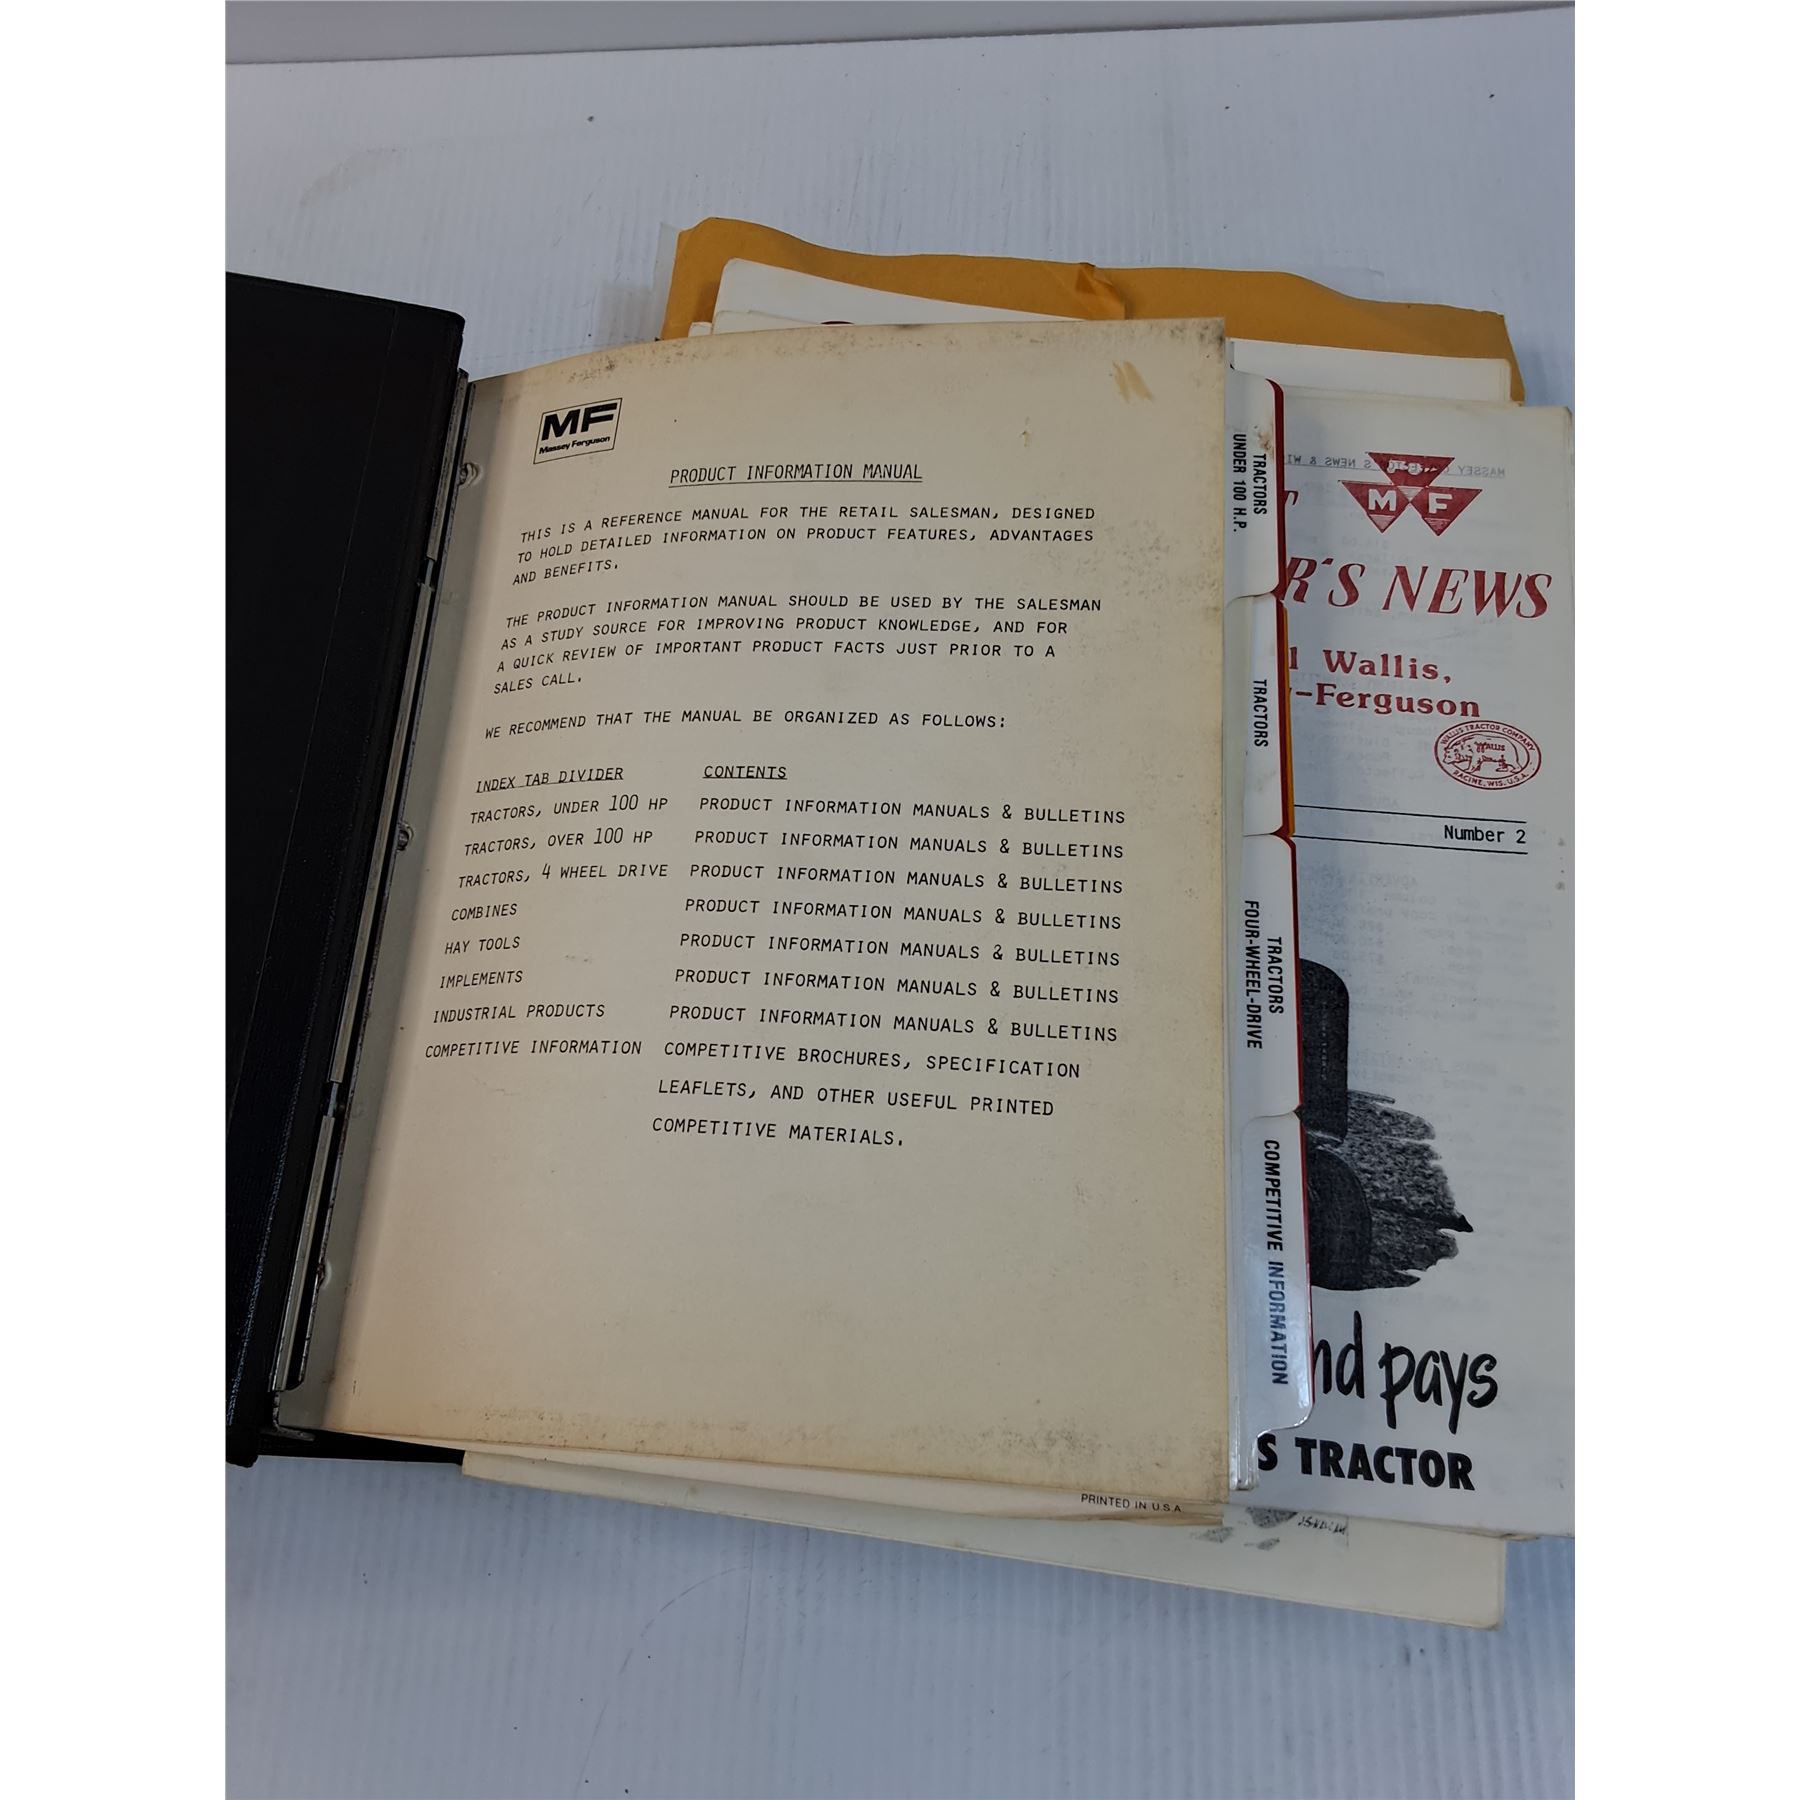 MF
Massey Ferguson
PRODUCT INFORMATION MANUAL
THIS IS A REFERENCE MANUAL FOR THE RETAIL SALESMAN, DESIGNED
TO HOLD DETAILED INFORMATION ON PRODUCT FEATURES, ADVANTAGES
AND BENEFITS.
THE PRODUCT INFORMATION MANUAL SHOULD BE USED BY THE SALESMAN
AS A STUDY SOURCE FOR IMPROVING PRODUCT KNOWLEDGE, AND FOR
A QUICK REVIEW OF IMPORTANT PRODUCT FACTS JUST PRIOR TO A
SALES CALL.
WE RECOMMEND THAT THE MANUAL BE ORGANIZED AS FOLLOWS:
INDEX TAB DIVIDER CONTENTS
TRACTORS, UNDER 100 HP PRODUCT INFORMATION MANUALS & BULLETINS
TRACTORS, OVER 100 HP PRODUCT INFORMATION MANUALS & BULLETINS
TRACTORS, 4 WHEEL DRIVE PRODUCT INFORMATION MANUALS & BULLETINS
COMBINES PRODUCT INFORMATION MANUALS & BULLETINS
HAY TOOLS PRODUCT INFORMATION MANUALS & BULLETINS
IMPLEMENTS PRODUCT INFORMATION MANUALS & BULLETINS
INDUSTRIAL PRODUCTS PRODUCT INFORMATION MANUALS & BULLETINS
COMPETITIVE INFORMATION COMPETITIVE BROCHURES, SPECIFICATION
LEAFLETS, AND OTHER USEFUL PRINTED
COMPETITIVE MATERIALS.
PRINTED IN U.S.A.
TRACTORS
UNDER 100 H.P.
TRACTORS
TRACTORS
FOUR-WHEEL-DRIVE
COMPETITIVE INFORMATION
MF
R'S NEWS
l Wallis,
-Ferguson
WALLIS TRACTOR COMPANY
WALLIS
RACINE, WIS. U.S.A.
Number 2
nd pays
S TRACTOR